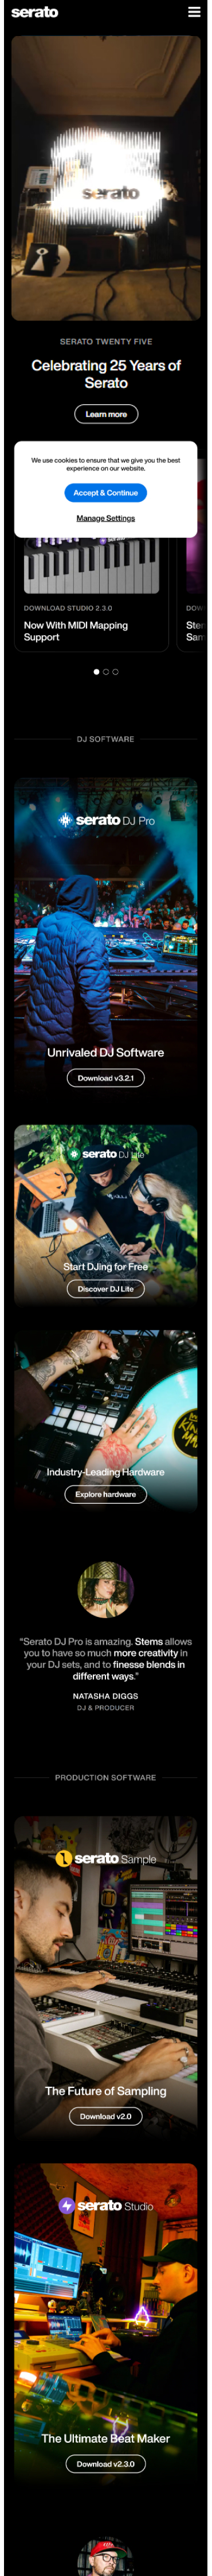 serato
serato
SERATO TWENTY FIVE
Celebrating 25 Years of
Serato
Learn more
We use cookies to ensure that we give you the best
experience on our website.
Accept & Continue
Manage Settings
DOWNLOAD STUDIO 2.3.0
Now With MIDI Mapping
Support
DJ SOFTWARE
serato DJ Pro
Unrivaled DJ Software
Download v3.2.1
serato DJ Lite
Start DJing for Free
Discover DJ Lite
Industry-Leading Hardware
Explore hardware
"Serato DJ Pro is amazing. Stems allows
you to have so much more creativity in
your DJ sets, and to finesse blends in
different ways."
NATASHA DIGGS
DJ & PRODUCER
PRODUCTION SOFTWARE
serato Sample
The Future of Sampling
Download v2.0
serato Studio
The Ultimate Beat Maker
Download v2.3.0